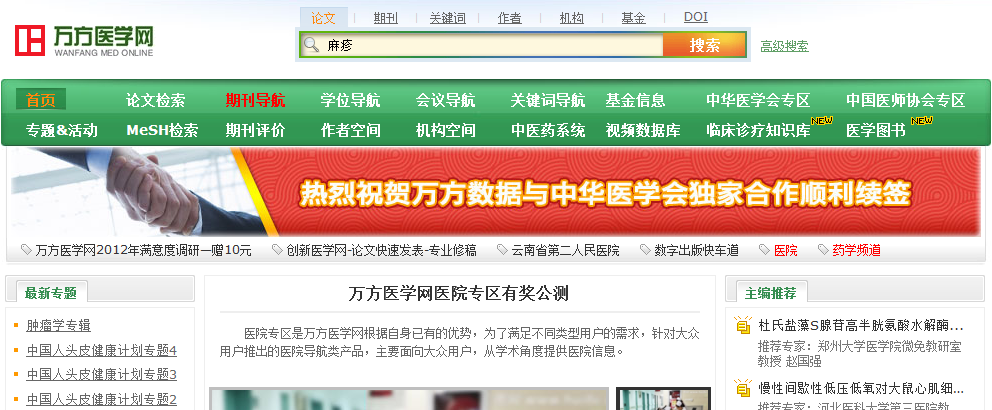 论文 | 期刊 | 关键词 | 作者 | 机构 | 基金 | DOI
万方医学网
WANFANG MED ONLINE
麻疹
搜索
高级搜索
首页 论文检索 期刊导航 学位导航 会议导航 关键词导航 基金信息 中华医学会专区 中国医师协会专区
专题&活动 MeSH检索 期刊评价 作者空间 机构空间 中医药系统 视频数据库 临床诊疗知识库 NEW 医学图书 NEW
热烈祝贺万方数据与中华医学会独家合作顺利续签
万方医学网2012年满意度调研—赠10元 创新医学网-论文快速发表-专业修稿 云南省第二人民医院 数字出版快车道 医院 药学频道
最新专题
肿瘤学专辑
中国人头皮健康计划专题4
中国人头皮健康计划专题3
中国人头皮健康计划专题2
万方医学网医院专区有奖公测
医院专区是万方医学网根据自身已有的优势，为了满足不同类型用户的需求，针对大众
用户推出的医院导航类产品，主要面向大众用户，从学术角度提供医院信息。
主编推荐
杜氏盐藻S腺苷高半胱氨酸水解酶...
推荐专家：郑州大学医学院微免教研室
教授 赵国强
慢性间歇性低压低氧对大鼠心肌细...
推荐专家：河北医科大学第三医院教